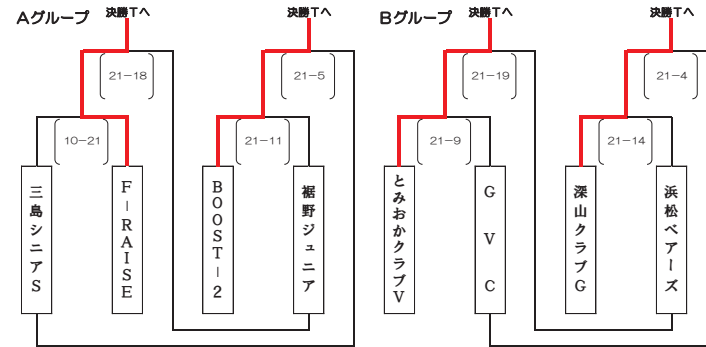 Aグループ 決勝Tへ 決勝Tへ Bグループ 決勝Tへ 決勝Tへ
21-18 21-5 21-19 21-4
10-21 21-11 21-9 21-14
三島シニアS
F-RAISE
BOOST-2
裾野ジュニア
とみおかクラブV
GVC
深山クラブG
浜松ベアーズ